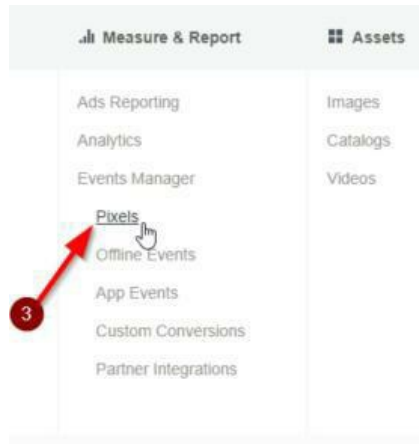 Measure & Report
Ads Reporting
Analytics
Events Manager
Pixels
Offline Events
App Events
Custom Conversions
Partner Integrations
Assets
Images
Catalogs
Videos
3